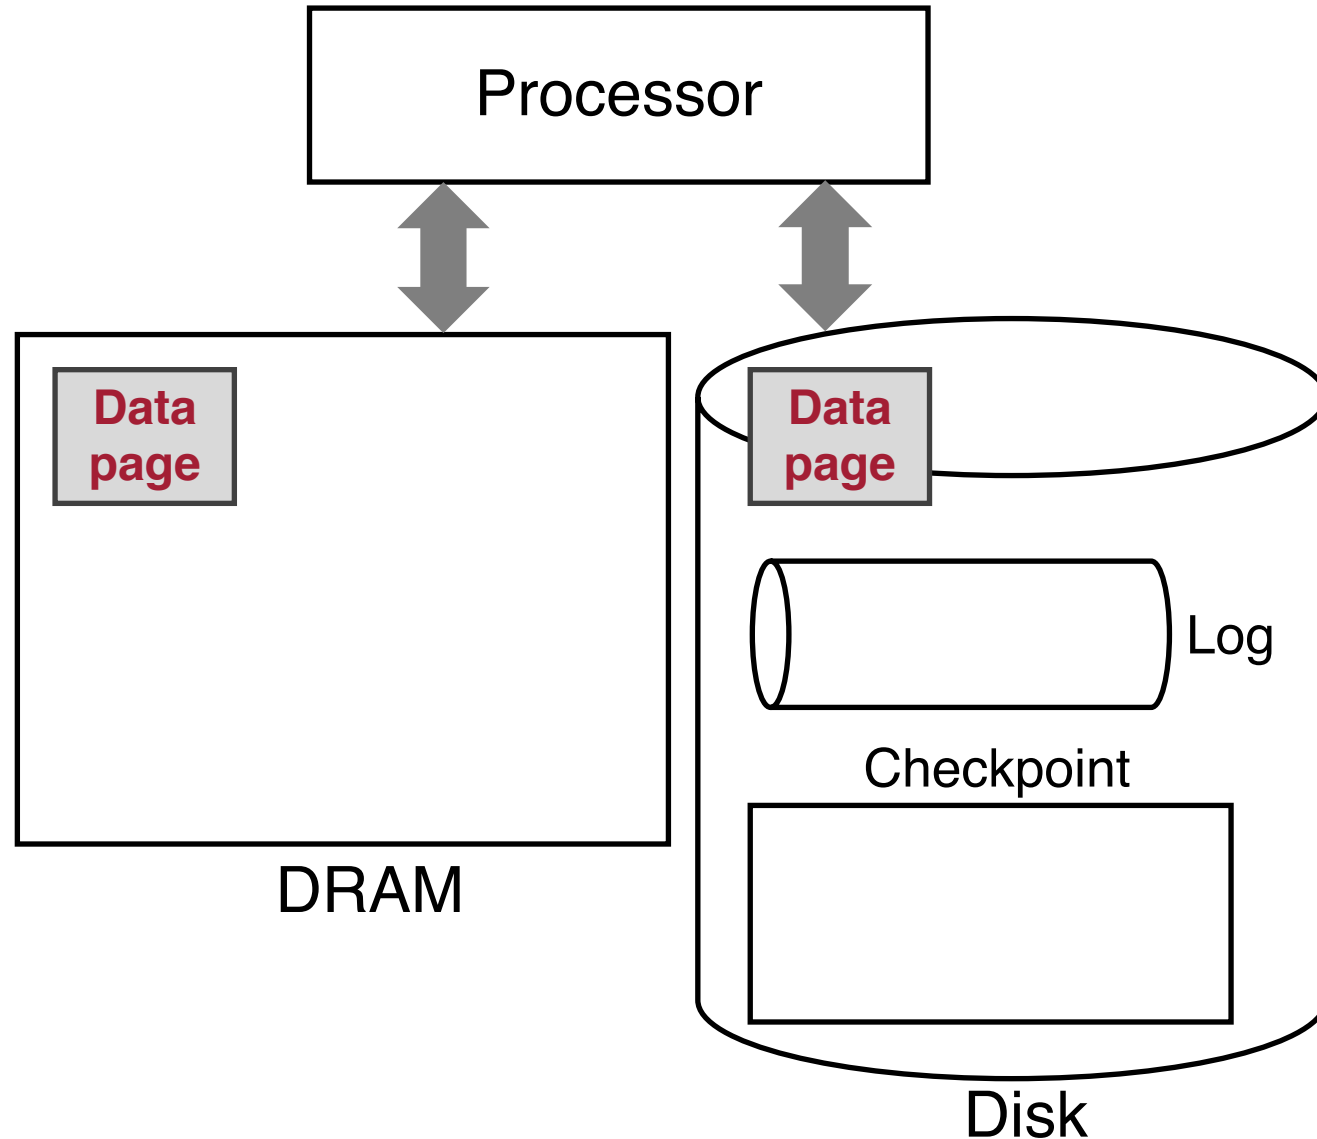 Processor
Data
page
Data
page
Log
Checkpoint
DRAM
Disk